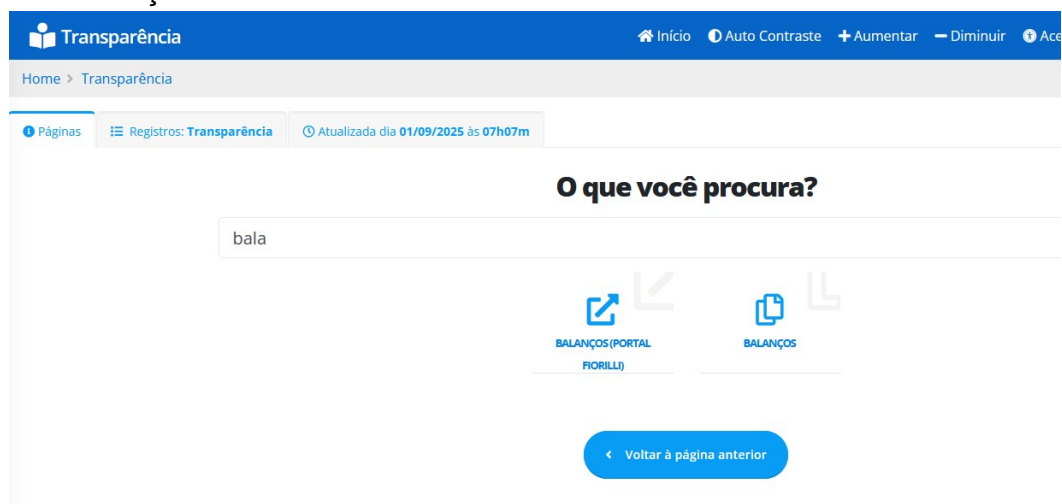 Transparência
Início Auto Contraste Aumentar Diminuir Ace
Home > Transparência
Páginas Registros: Transparência Atualizada dia 01/09/2025 às 07h07m
O que você procura?
bala
BALANÇOS (PORTAL
FIORILLI)
BALANÇOS
Voltar à página anterior